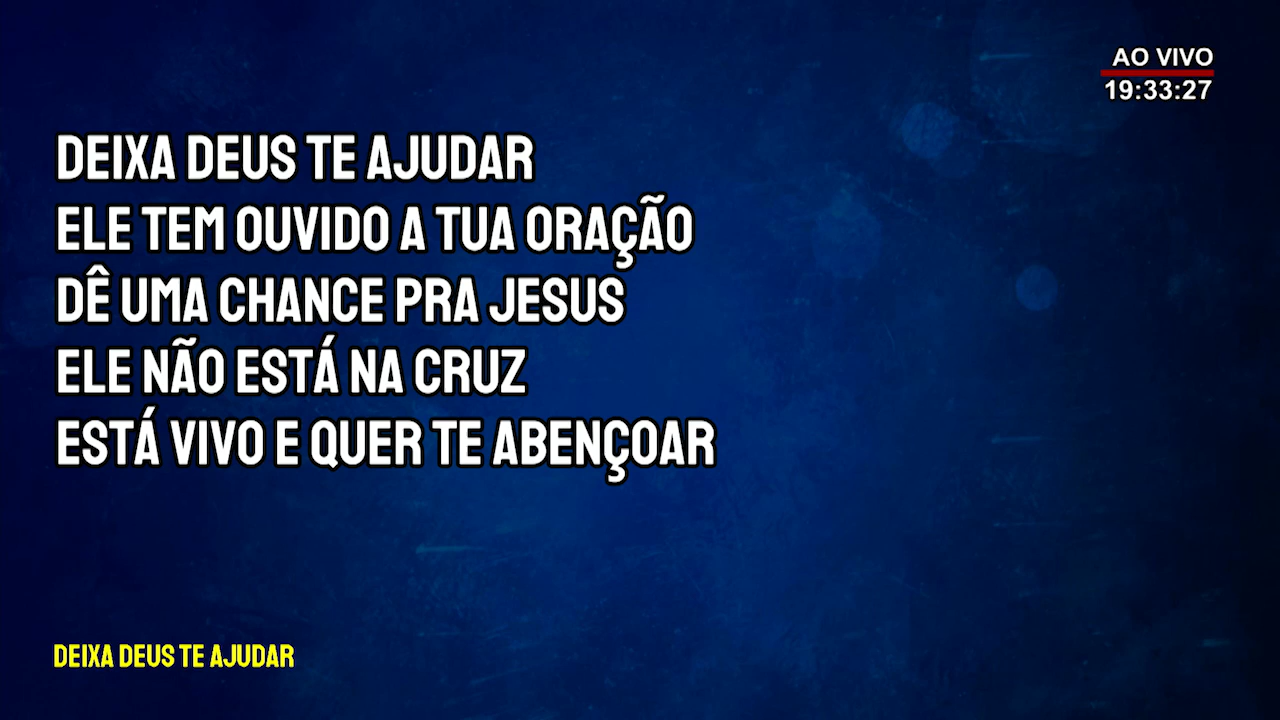 AO VIVO
19:33:27
DEIXA DEUS TE AJUDAR
ELE TEM OUVIDO A TUA ORAÇÃO
DÊ UMA CHANCE PRA JESUS
ELE NÃO ESTÁ NA CRUZ
ESTÁ VIVO E QUER TE ABENÇOAR
DEIXA DEUS TE AJUDAR